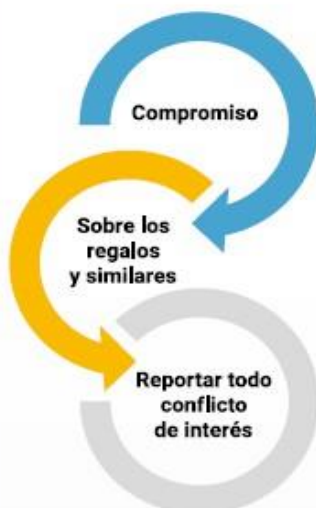 Compromiso
Sobre los
regalos
y similares
Reportar todo
conflicto
de interés